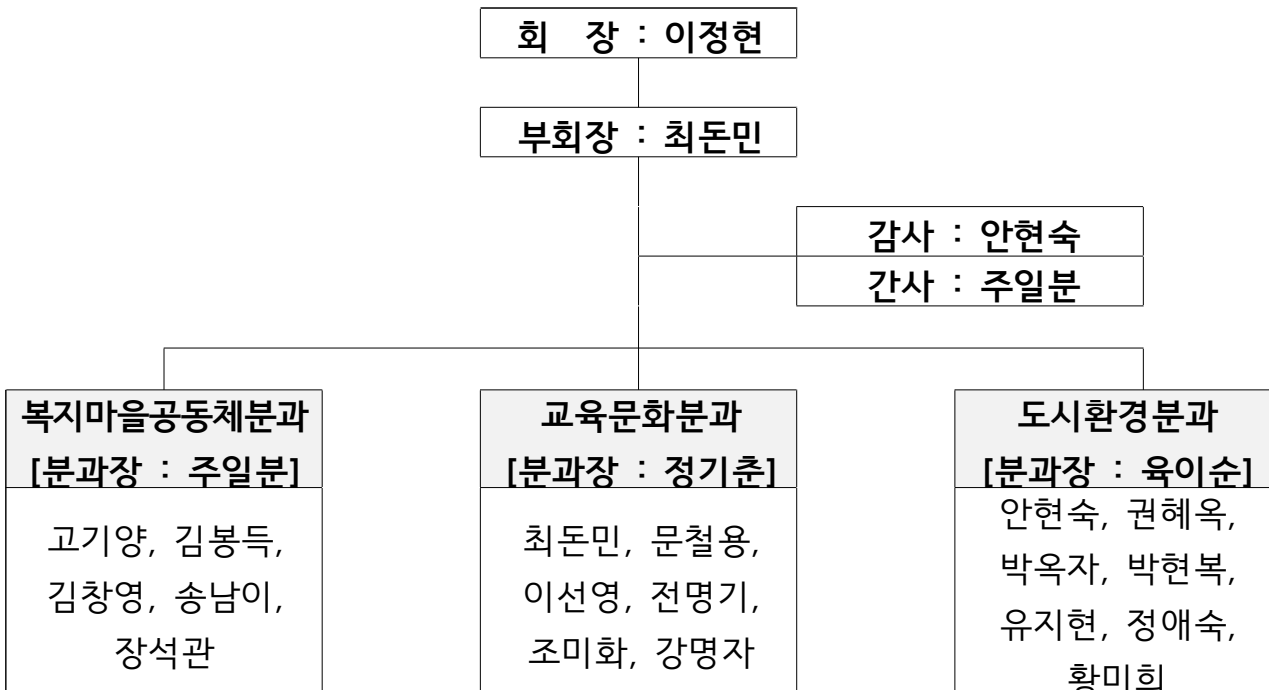 회 장 : 이정현
부회장 : 최돈민
감사 : 안현숙
간사 : 주일분
복지마을공동체분과
[분과장 : 주일분]
고기양, 김봉득,
김창영, 송남이,
장석관
교육문화분과
[분과장 : 정기춘]
최돈민, 문철용,
이선영, 전명기,
조미화, 강명자
도시환경분과
[분과장 : 육이순]
안현숙, 권혜옥,
박옥자, 박현복,
유지현, 정애숙,
황미희